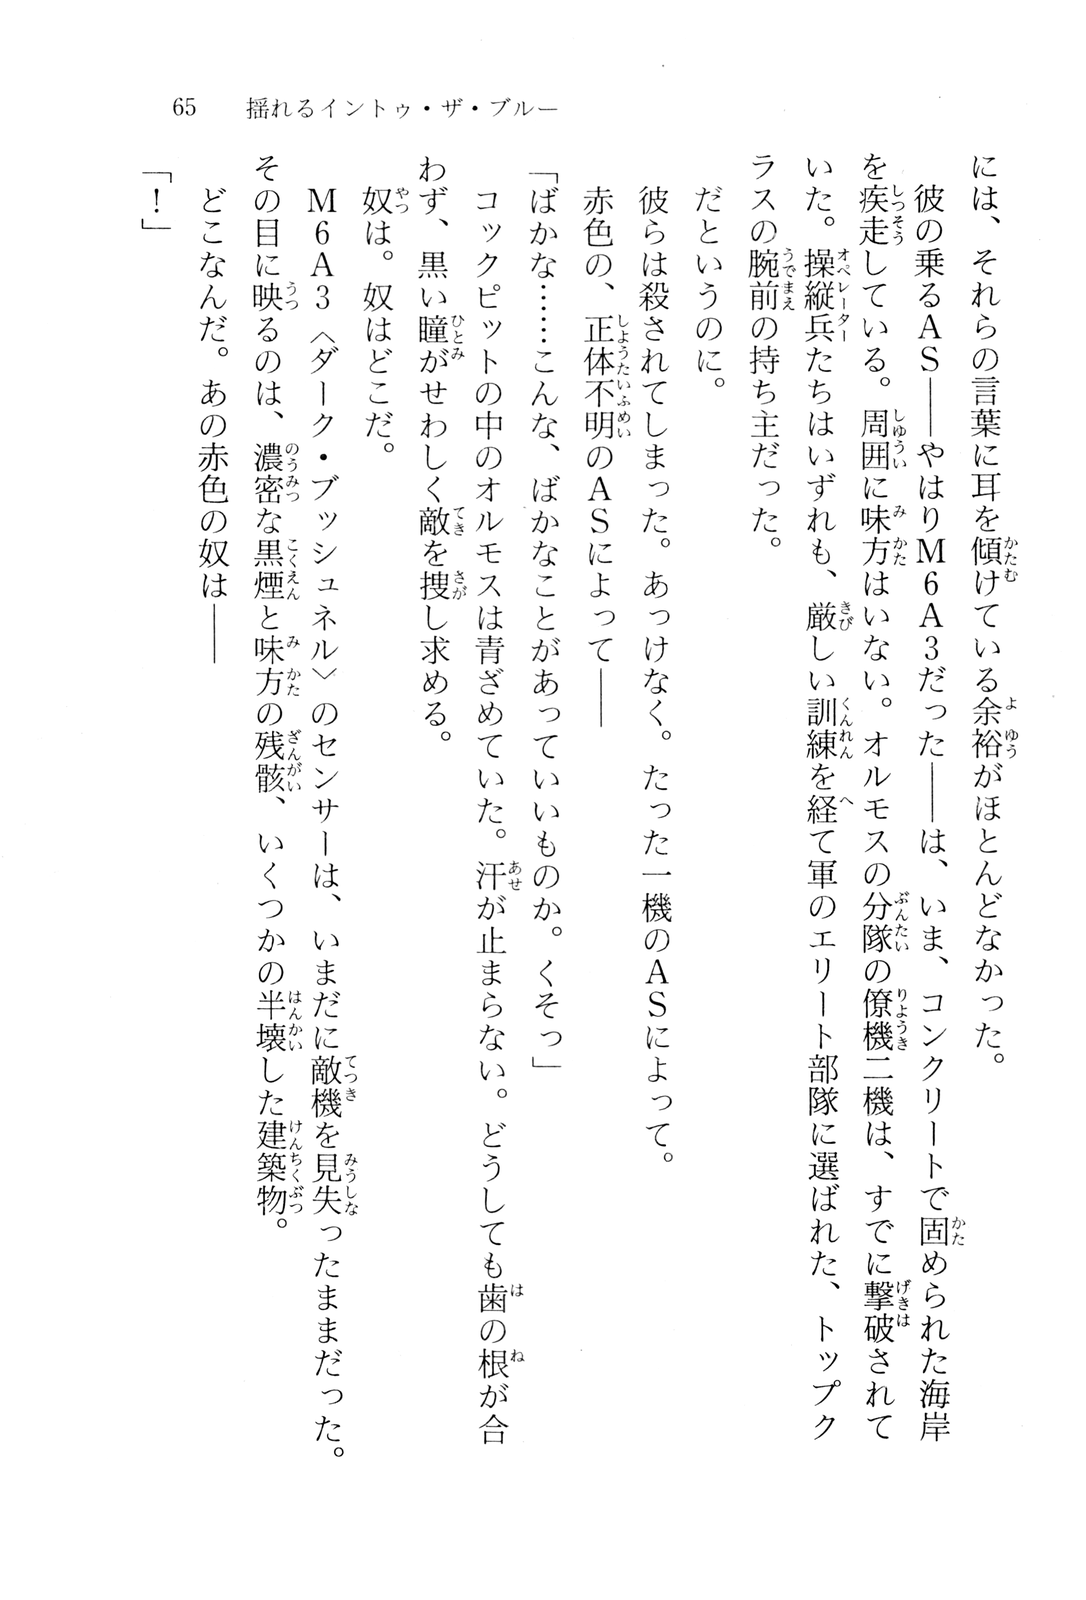 65　揺れるイントゥ・ザ・ブルー
には、それらの言葉に耳を傾けている余裕がほとんどなかった。
彼の乗るＡＳ――やはりＭ６Ａ３だった――は、いま、コンクリートで固められた海岸
を疾走している。周囲に味方はいない。オルモスの分隊の僚機二機は、すでに撃破されて
いた。操縦兵たちはいずれも、厳しい訓練を経て軍のエリート部隊に選ばれた、トップク
ラスの腕前の持ち主だった。
だというのに。
彼らは殺されてしまった。あっけなく。たった一機のＡＳによって。
赤色の、正体不明のＡＳによって――
「ばかな……こんな、ばかなことがあっていいものか。くそっ」
コックピットの中のオルモスは青ざめていた。汗が止まらない。どうしても歯の根が合
わず、黒い瞳がせわしく敵を捜し求める。
奴は。奴はどこだ。
Ｍ６Ａ３〈ダーク・ブッシュネル〉のセンサーは、いまだに敵機を見失ったままだった。
その目に映るのは、濃密な黒煙と味方の残骸、いくつかの半壊した建築物。
どこなんだ。あの赤色の奴は――
「！」